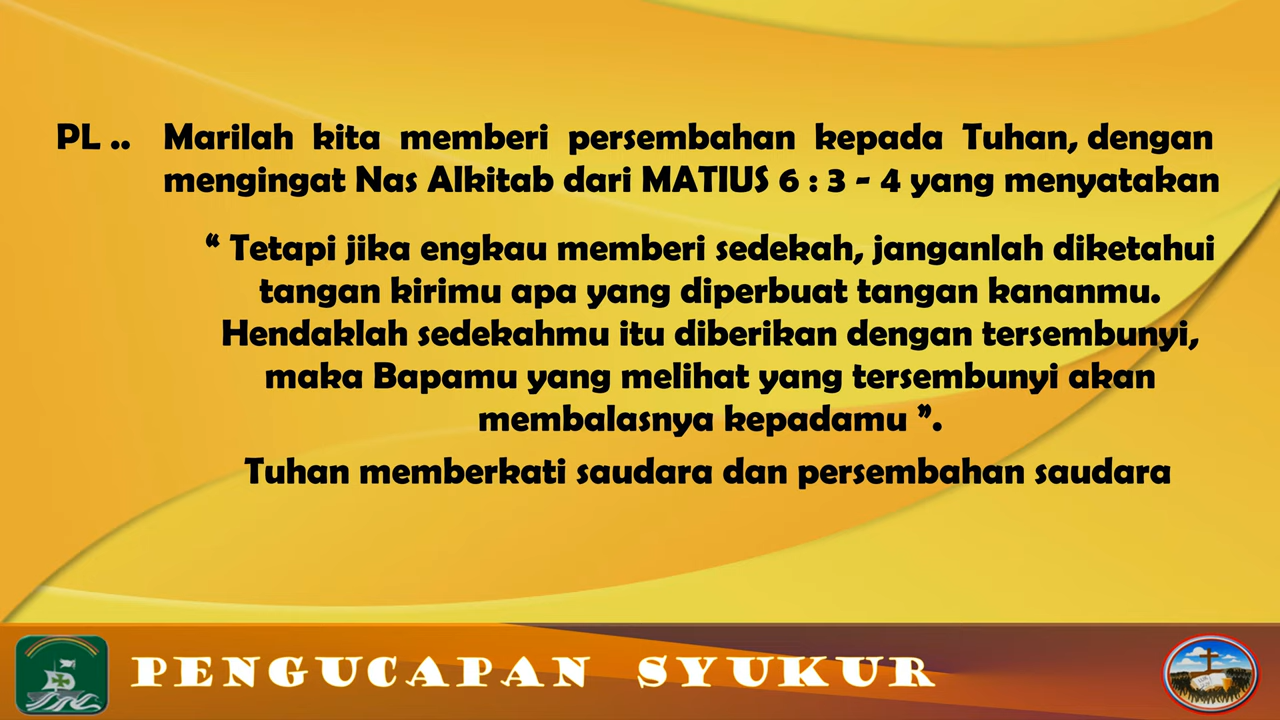 PL .. Marilah kita memberi persembahan kepada Tuhan, dengan
mengingat Nas Alkitab dari MATIUS 6 : 3 - 4 yang menyatakan
“ Tetapi jika engkau memberi sedekah, janganlah diketahui
tangan kirimu apa yang diperbuat tangan kananmu.
Hendaklah sedekahmu itu diberikan dengan tersembunyi,
maka Bapamu yang melihat yang tersembunyi akan
membalasnya kepadamu ”.
Tuhan memberkati saudara dan persembahan saudara
PENGUCAPAN SYUKUR